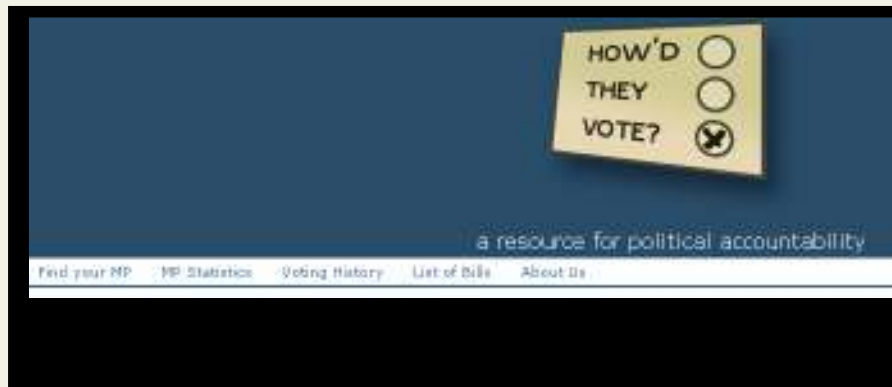 HOW'D
THEY
VOTE?
a resource for political accountability
Find your MP MP Statistics Voting History List of Bills About Us